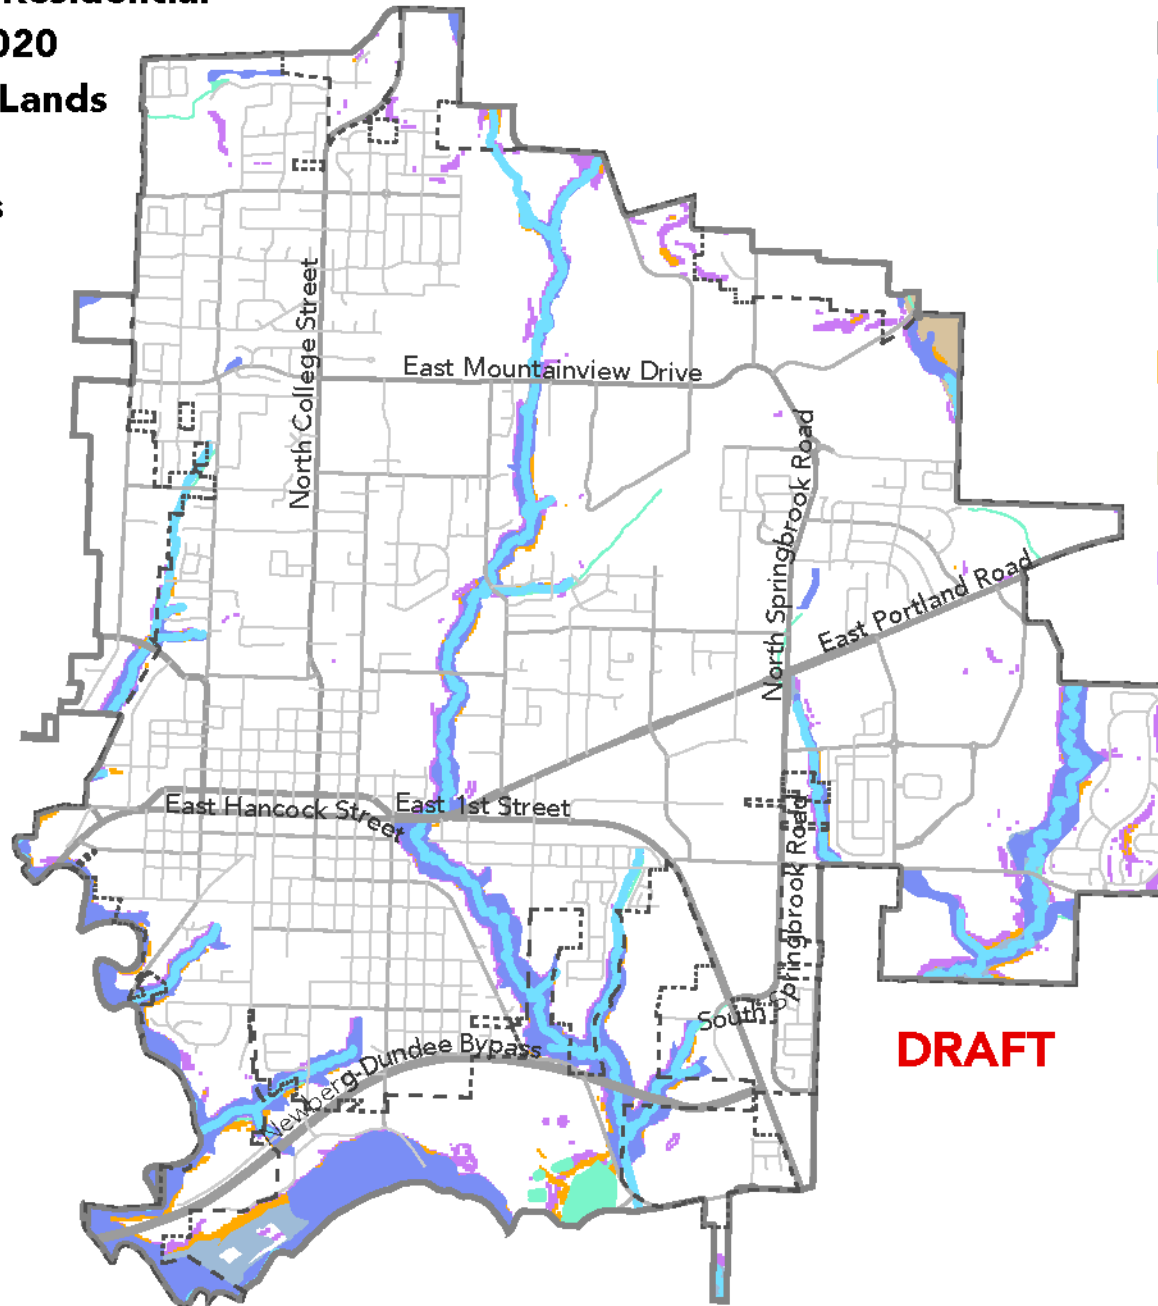 020
Lands
s
North College Street
East Mountainview Drive
North Springbrook Road
East Portland Road
East Hancock Street
East 1st Street
South Springbrook Road
Newberg-Dundee Bypass
DRAFT